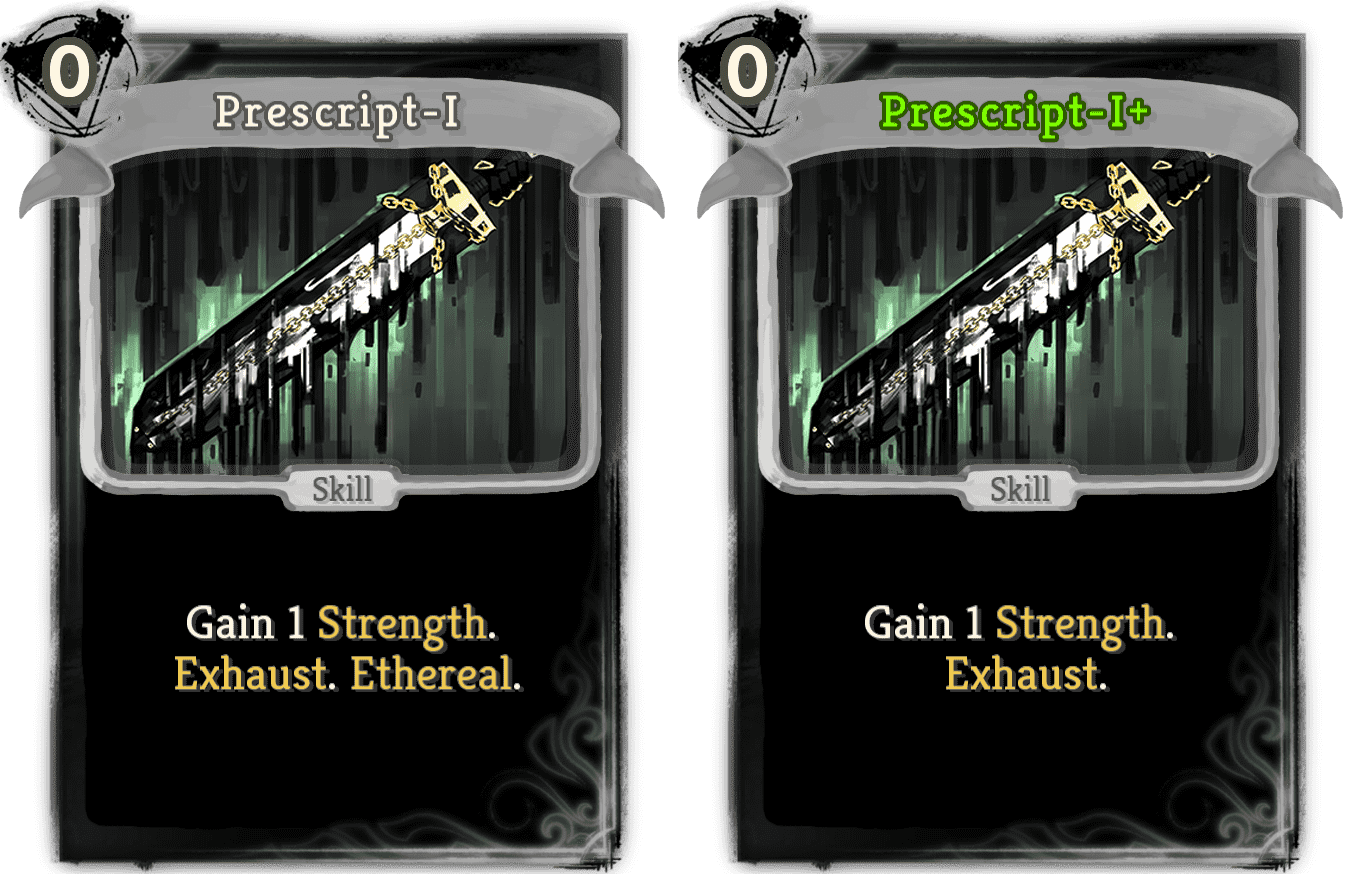 0
Prescript-I
Skill
Gain 1 Strength.
Exhaust. Ethereal.
0
Prescript-I+
Skill
Gain 1 Strength.
Exhaust.